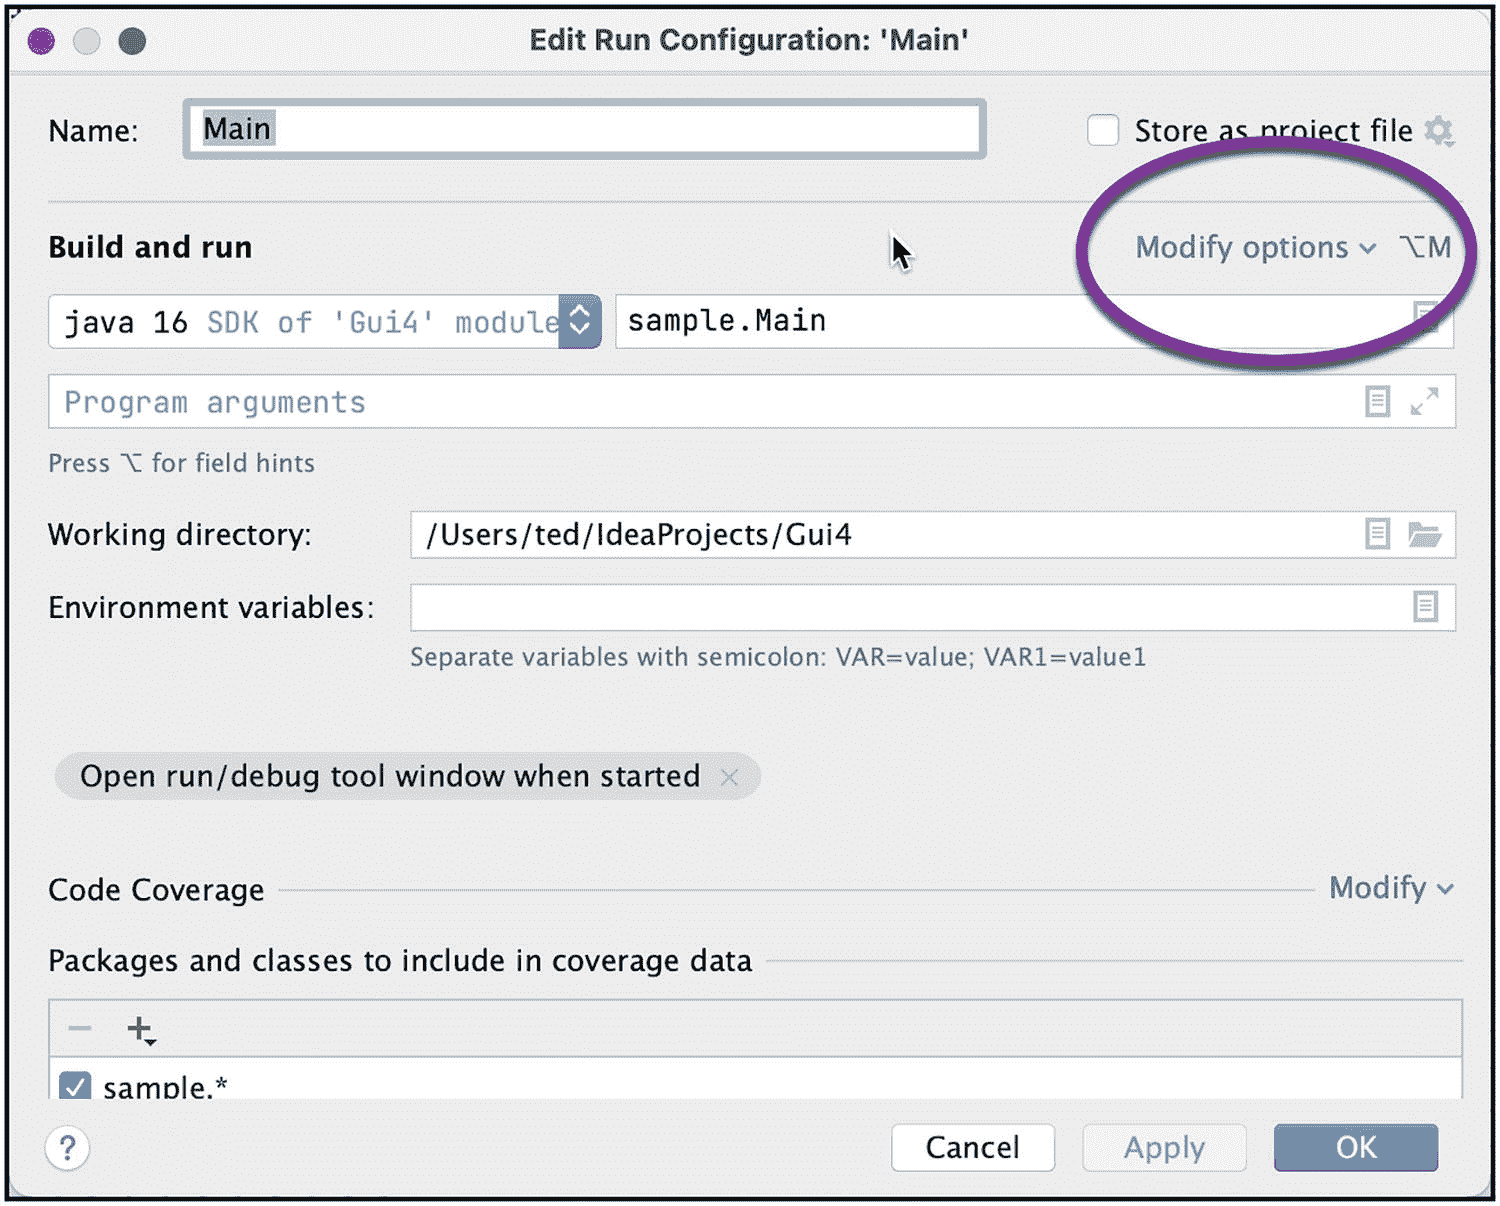 Edit Run Configuration: 'Main'
Name: Main Store as project file
Build and run Modify options ⌥M
java 16 SDK of 'Gui4' module sample.Main
Program arguments
Press ⌥ for field hints
Working directory: /Users/ted/IdeaProjects/Gui4
Environment variables:
Separate variables with semicolon: VAR=value; VAR1=value1
Open run/debug tool window when started ×
Code Coverage Modify
Packages and classes to include in coverage data
sample.*
? Cancel Apply OK